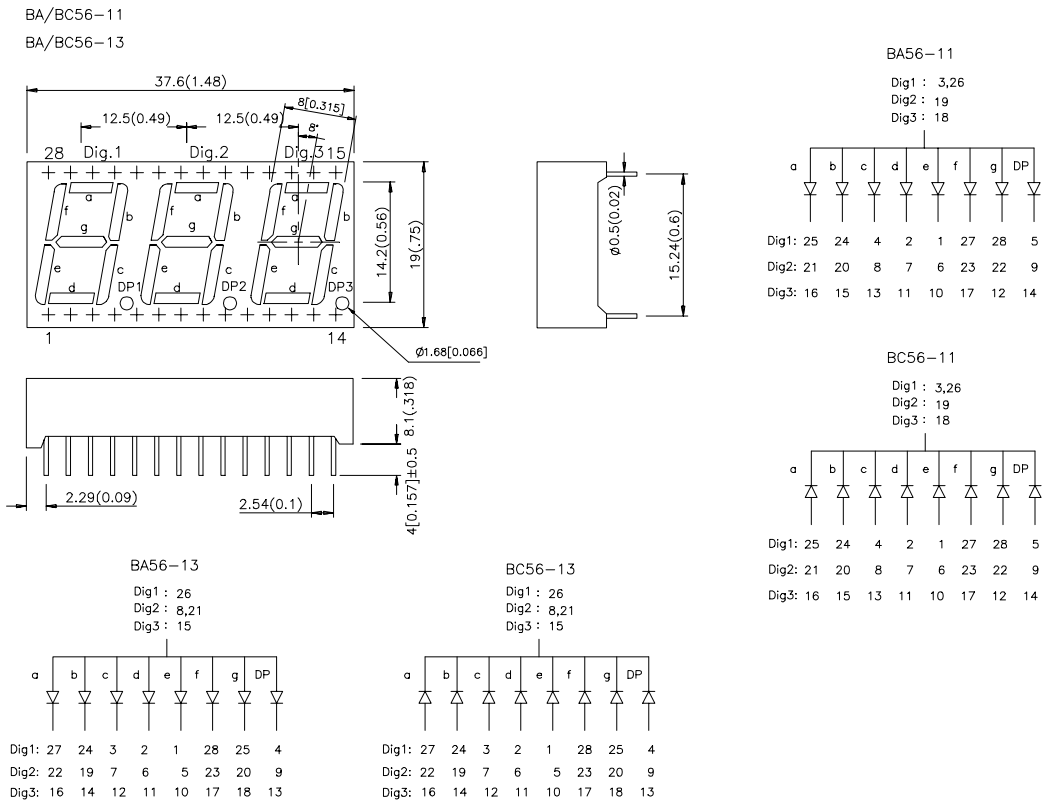 BA/BC56-11
BA/BC56-13
37.6(1.48)
8[0.315]
12.5(0.49) 12.5(0.49)
8°
28 Dig.1 Dig.2 Dig.3 15
a a a
f b f b f b
g g g
e c e c e c
d d d
DP1 DP2 DP3
1 14
14.2(0.56)
19(.75)
Ø1.68[0.066]
Ø0.5(0.02)
15.24(0.6)
8.1(.318)
4[0.157]±0.5
2.29(0.09)
2.54(0.1)
BA56-11
Dig1 : 3,26
Dig2 : 19
Dig3 : 18
a b c d e f g DP
Dig1: 25 24 4 2 1 27 28 5
Dig2: 21 20 8 7 6 23 22 9
Dig3: 16 15 13 11 10 17 12 14
BC56-11
Dig1 : 3,26
Dig2 : 19
Dig3 : 18
a b c d e f g DP
Dig1: 25 24 4 2 1 27 28 5
Dig2: 21 20 8 7 6 23 22 9
Dig3: 16 15 13 11 10 17 12 14
BA56-13
Dig1 : 26
Dig2 : 8,21
Dig3 : 15
a b c d e f g DP
Dig1: 27 24 3 2 1 28 25 4
Dig2: 22 19 7 6 5 23 20 9
Dig3: 16 14 12 11 10 17 18 13
BC56-13
Dig1 : 26
Dig2 : 8,21
Dig3 : 15
a b c d e f g DP
Dig1: 27 24 3 2 1 28 25 4
Dig2: 22 19 7 6 5 23 20 9
Dig3: 16 14 12 11 10 17 18 13